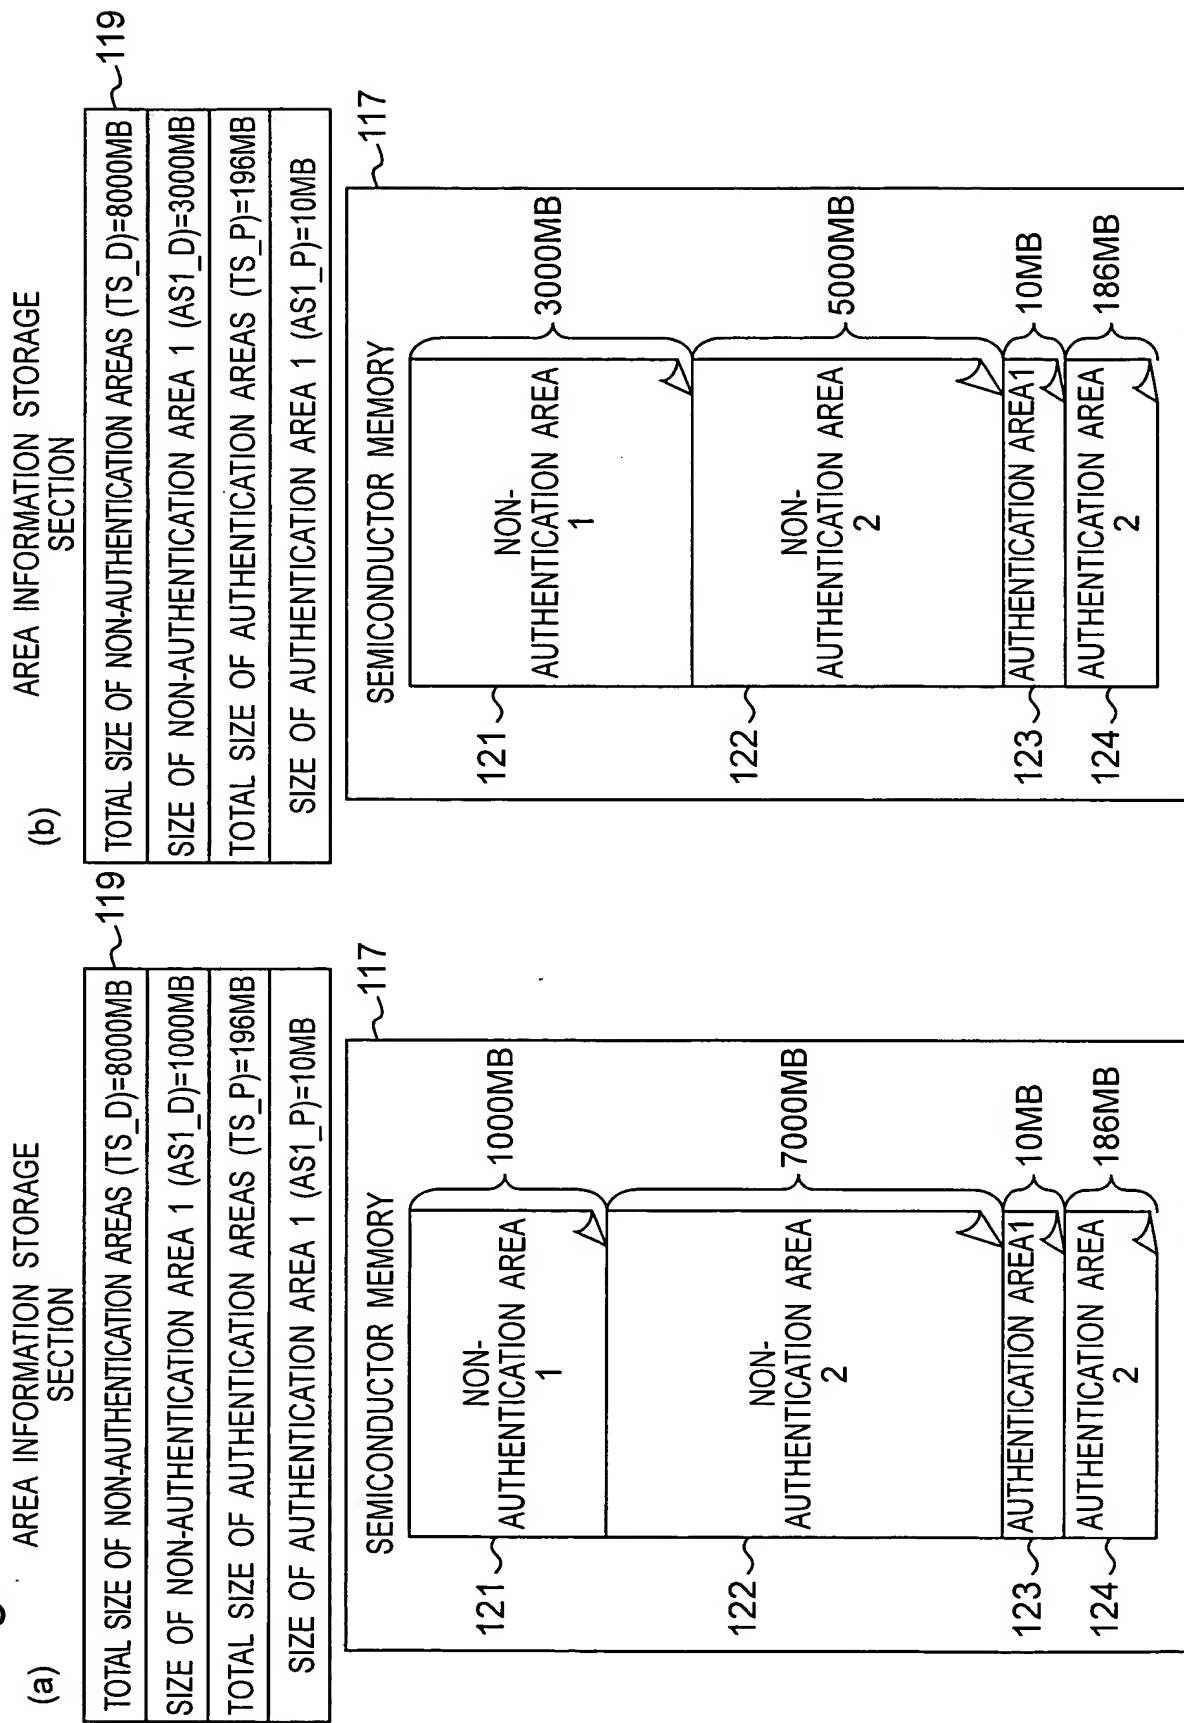 (a)
AREA INFORMATION STORAGE
SECTION
TOTAL SIZE OF NON-AUTHENTICATION AREAS (TS_D)=8000MB
119
SIZE OF NON-AUTHENTICATION AREA 1 (AS1_D)=1000MB
TOTAL SIZE OF AUTHENTICATION AREAS (TS_P)=196MB
SIZE OF AUTHENTICATION AREA 1 (AS1_P)=10MB
117
SEMICONDUCTOR MEMORY
121
NON-
AUTHENTICATION AREA
1
1000MB
122
NON-
AUTHENTICATION AREA
2
7000MB
123
AUTHENTICATION AREA1
10MB
124
AUTHENTICATION AREA
2
186MB
(b)
AREA INFORMATION STORAGE
SECTION
TOTAL SIZE OF NON-AUTHENTICATION AREAS (TS_D)=8000MB
119
SIZE OF NON-AUTHENTICATION AREA 1 (AS1_D)=3000MB
TOTAL SIZE OF AUTHENTICATION AREAS (TS_P)=196MB
SIZE OF AUTHENTICATION AREA 1 (AS1_P)=10MB
117
SEMICONDUCTOR MEMORY
121
NON-
AUTHENTICATION AREA
1
3000MB
122
NON-
AUTHENTICATION AREA
2
5000MB
123
AUTHENTICATION AREA1
10MB
124
AUTHENTICATION AREA
2
186MB